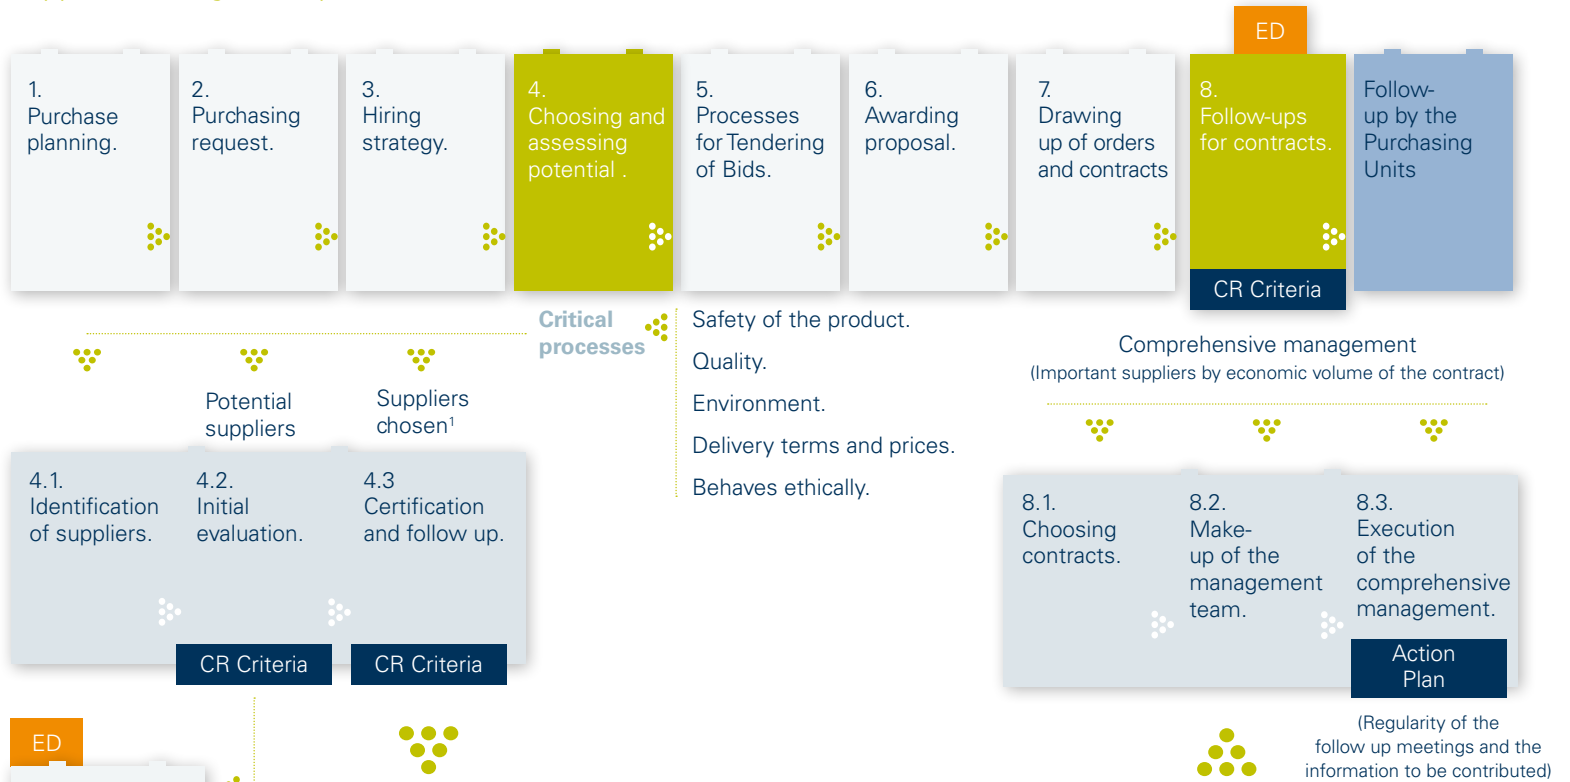 ED
1.
Purchase
planning.
2.
Purchasing
request.
3.
Hiring
strategy.
4.
Choosing and
assessing
potential .
5.
Processes
for Tendering
of Bids.
6.
Awarding
proposal.
7.
Drawing
up of orders
and contracts
8.
Follow-ups
for contracts.
CR Criteria
Follow-
up by the
Purchasing
Units
Critical
processes
Safety of the product.
Quality.
Environment.
Delivery terms and prices.
Behaves ethically.
Potential
suppliers
Suppliers
chosen¹
4.1.
Identification
of suppliers.
4.2.
Initial
evaluation.
CR Criteria
4.3
Certification
and follow up.
CR Criteria
Comprehensive management
(Important suppliers by economic volume of the contract)
8.1.
Choosing
contracts.
8.2.
Make-
up of the
management
team.
8.3.
Execution
of the
comprehensive
management.
Action
Plan
(Regularity of the
follow up meetings and the
information to be contributed)
ED